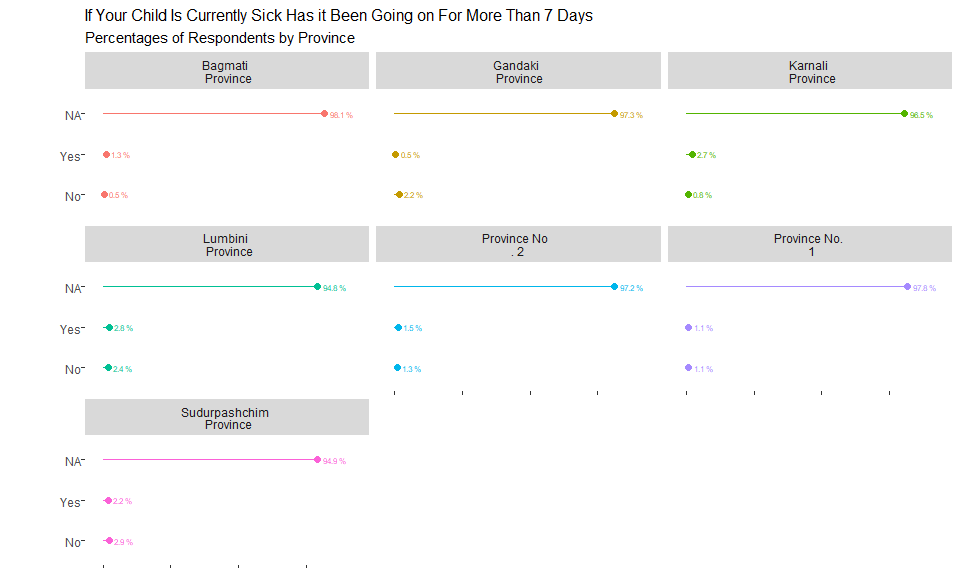 If Your Child Is Currently Sick Has it Been Going on For More Than 7 Days
Percentages of Respondents by Province
Bagmati
Province
Gandaki
Province
Karnali
Province
NA
98.1 %
97.3 %
96.5 %
Yes
1.3 %
0.5 %
2.7 %
No
0.5 %
2.2 %
0.8 %
Lumbini
Province
Province No
. 2
Province No.
1
NA
94.8 %
97.2 %
97.8 %
Yes
2.8 %
1.5 %
1.1 %
No
2.4 %
1.3 %
1.1 %
Sudurpashchim
Province
NA
94.9 %
Yes
2.2 %
No
2.9 %